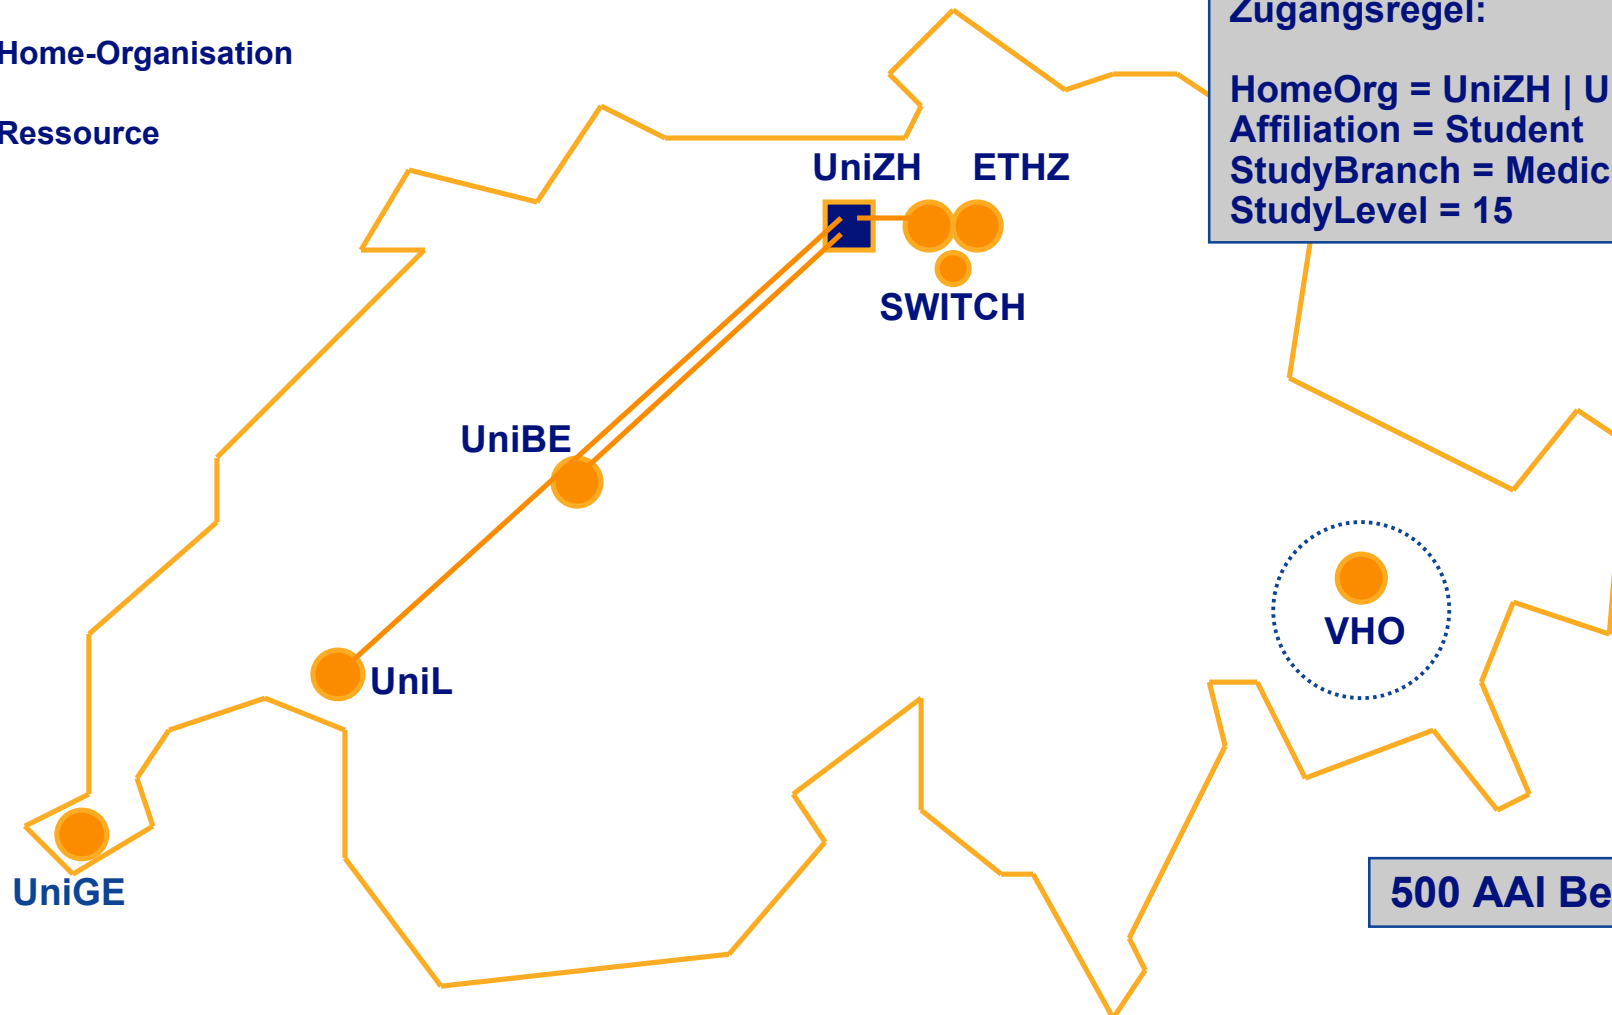 Zugangsregel:
Home-Organisation
HomeOrg = UniZH | U
Affiliation = Student
Ressource
StudyBranch = Medic
StudyLevel = 15
UniZH
ETHZ
SWITCH
UniBE
VHO
UniL
UniGE
500 AAI Be